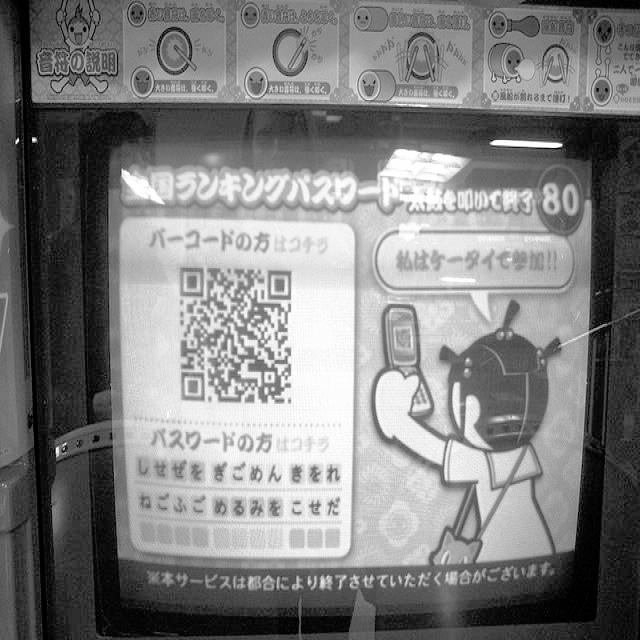 音符の説明
全国ランキングパスワード 太鼓を叩いて終了 80
バーコードの方はコチラ
私はケータイで参加!!
パスワードの方はコチラ
しせぜを ぎごめん きをれ
ねごふご めるみを こせだ
※本サービスは都合により終了させていただく場合がございます。